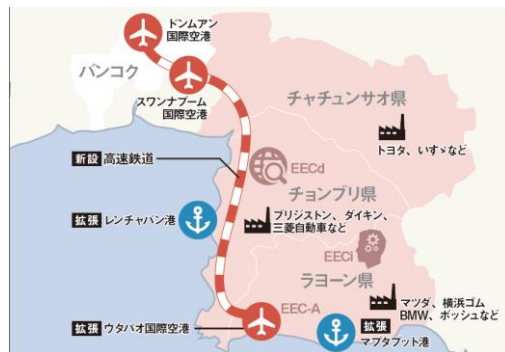 ドンムアン
国際空港
バンコク
スワンナプーム
国際空港
チャチュンサオ県
トヨタ、いすゞなど
新設 高速鉄道
EECd
チョンブリ県
拡張 レンチャバン港
ブリジストン、ダイキン、
三菱自動車など
EECi
ラヨーン県
EEC-A
マツダ、横浜ゴム
BMW、ボッシュなど
拡張 ウタパオ国際空港
拡張
マプタプット港